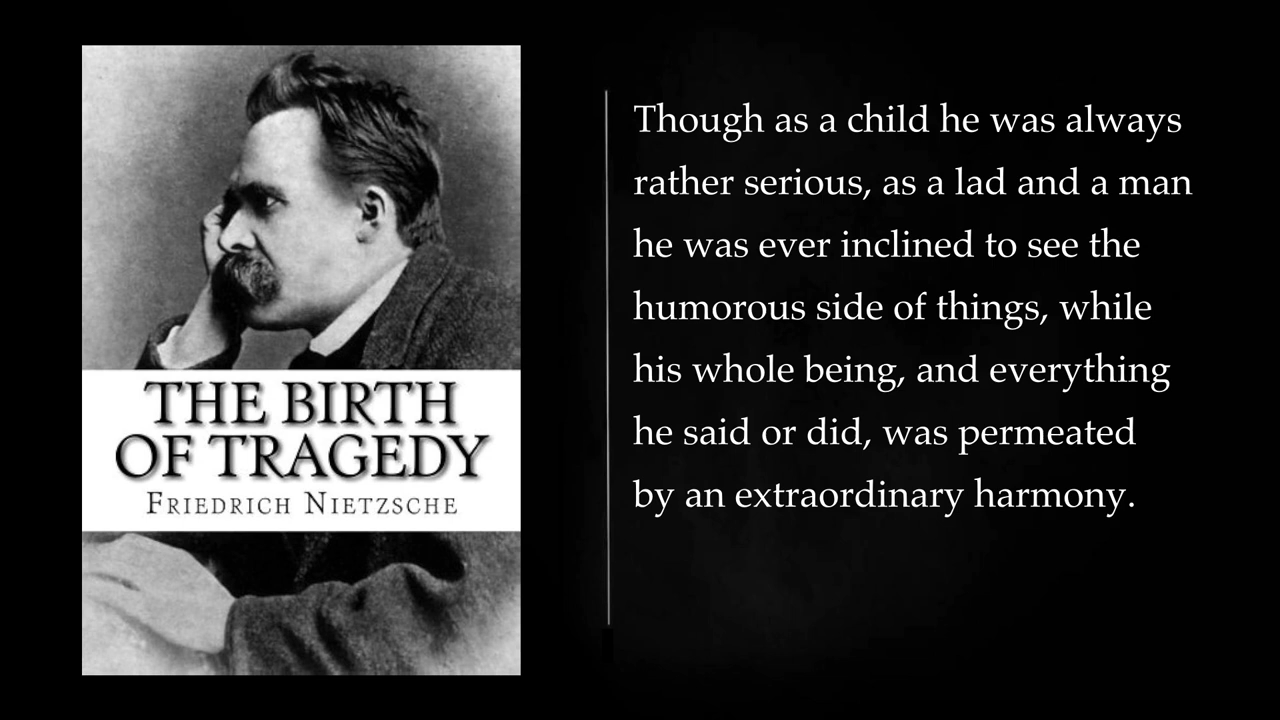 THE BIRTH
OF TRAGEDY
FRIEDRICH NIETZSCHE
Though as a child he was always
rather serious, as a lad and a man
he was ever inclined to see the
humorous side of things, while
his whole being, and everything
he said or did, was permeated
by an extraordinary harmony.